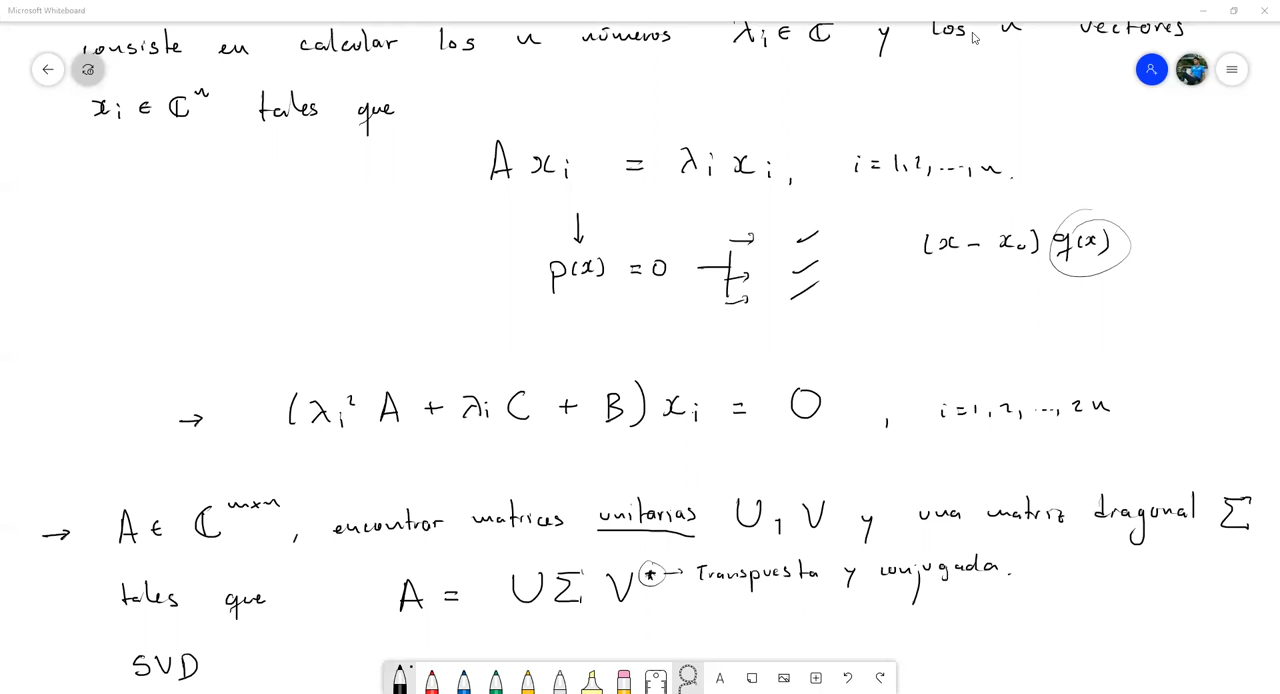 Microsoft Whiteboard
consiste en calcular los n números λi ∈ ℂ y los n vectores
xi ∈ ℂ^n tales que
A xi = λi xi, i = 1, 2, ..., n.
p(x) = 0
(x - x0) q(x)
→ (λi² A + λi C + B) xi = 0, i = 1, 2, ..., 2n
→ A ∈ ℂ^{m×n}, encontrar matrices unitarias U, V y una matriz diagonal Σ
tales que A = U Σ V* → Transpuesta y conjugada.
SVD
A